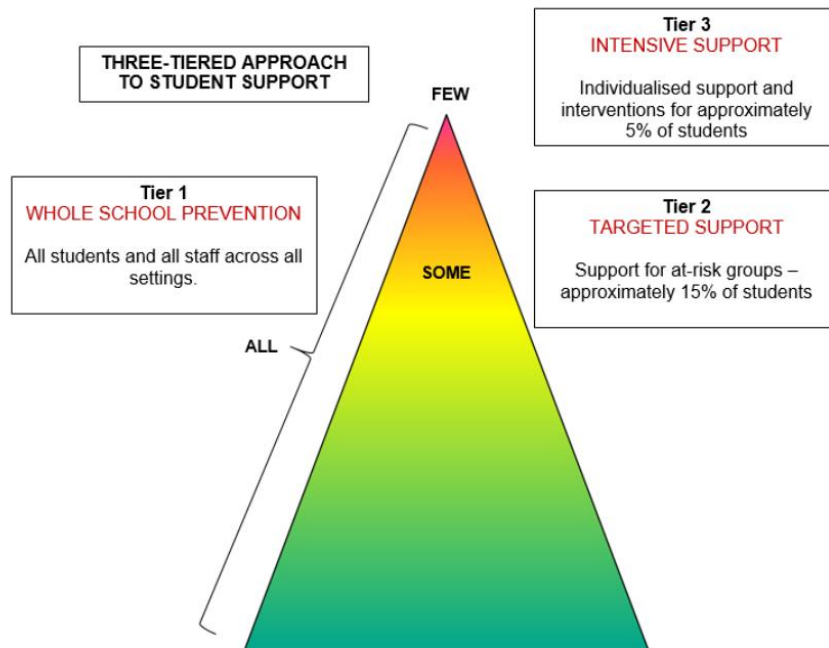 THREE-TIERED APPROACH
TO STUDENT SUPPORT
FEW
Tier 3
INTENSIVE SUPPORT
Individualised support and
interventions for approximately
5% of students
Tier 1
WHOLE SCHOOL PREVENTION
All students and all staff across all
settings.
Tier 2
TARGETED SUPPORT
Support for at-risk groups –
approximately 15% of students
SOME
ALL